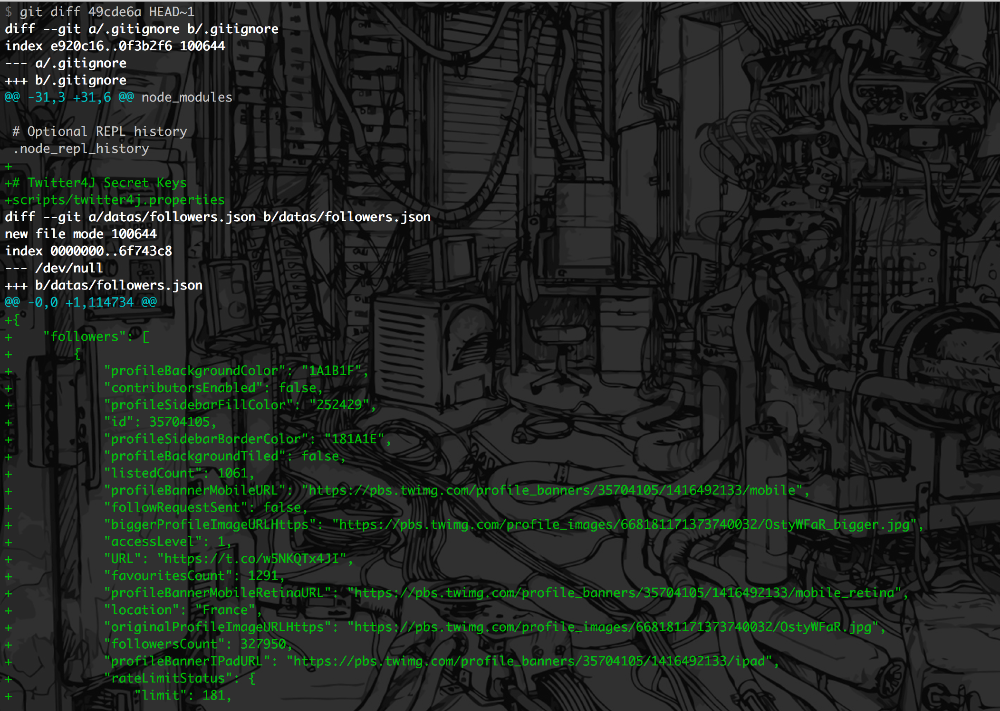 $ git diff 49cde6a HEAD~1
diff --git a/.gitignore b/.gitignore
index e920c16..0f3b2f6 100644
--- a/.gitignore
+++ b/.gitignore
@@ -31,3 +31,6 @@ node_modules
 # Optional REPL history
 .node_repl_history
+
+# Twitter4J Secret Keys
+scripts/twitter4j.properties
diff --git a/datas/followers.json b/datas/followers.json
new file mode 100644
index 0000000..6f743c8
--- /dev/null
+++ b/datas/followers.json
@@ -0,0 +1,114734 @@
+{
+    "followers": [
+        {
+            "profileBackgroundColor": "1A1B1F",
+            "contributorsEnabled": false,
+            "profileSidebarFillColor": "252429",
+            "id": 35704105,
+            "profileSidebarBorderColor": "181A1E",
+            "profileBackgroundTiled": false,
+            "listedCount": 1061,
+            "profileBannerMobileURL": "https://pbs.twimg.com/profile_banners/35704105/1416492133/mobile",
+            "followRequestSent": false,
+            "biggerProfileImageURLHttps": "https://pbs.twimg.com/profile_images/668181171373740032/OstyWFaR_bigger.jpg",
+            "accessLevel": 1,
+            "URL": "https://t.co/w5NKQTx4JI",
+            "favouritesCount": 1291,
+            "profileBannerMobileRetinaURL": "https://pbs.twimg.com/profile_banners/35704105/1416492133/mobile_retina",
+            "location": "France",
+            "originalProfileImageURLHttps": "https://pbs.twimg.com/profile_images/668181171373740032/OstyWFaR.jpg",
+            "followersCount": 327950,
+            "profileBannerIPadURL": "https://pbs.twimg.com/profile_banners/35704105/1416492133/ipad",
+            "rateLimitStatus": {
+                "limit": 181,